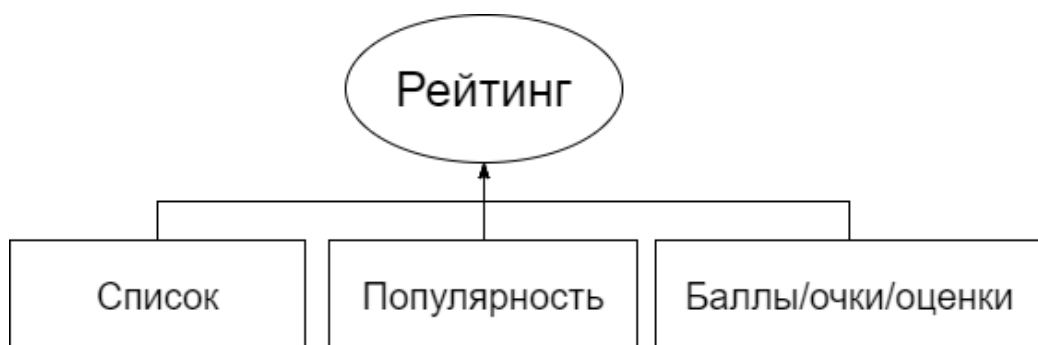 Рейтинг
Список
Популярность
Баллы/очки/оценки